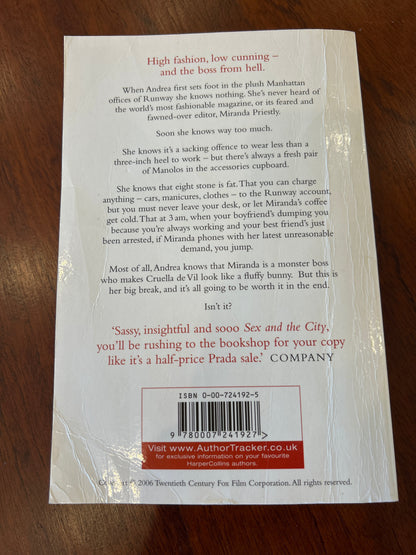 High fashion, low cunning –
and the boss from hell.
When Andrea first sets foot in the plush Manhattan
offices of Runway she knows nothing. She's never heard of
the world's most fashionable magazine, or its feared and
fawned-over editor, Miranda Priestly.
Soon she knows way too much.
She knows it's a sacking offence to wear less than a
three-inch heel to work – but there's always a fresh pair
of Manolos in the accessories cupboard.
She knows that eight stone is fat. That you can charge
anything – cars, manicures, clothes – to the Runway account,
but you must never leave your desk, or let Miranda's coffee
get cold. That at 3 am, when your boyfriend's dumping you
because you're always working and your best friend's just
been arrested, if Miranda phones with her latest unreasonable
demand, you jump.
Most of all, Andrea knows that Miranda is a monster boss
who makes Cruella de Vil look like a fluffy bunny. But this is
her big break, and it's all going to be worth it in the end.
Isn't it?
'Sassy, insightful and sooo Sex and the City,
you'll be rushing to the bookshop for your copy
like it's a half-price Prada sale.' COMPANY
ISBN 0-00-724192-5
9 780007 241927 >
Visit www.AuthorTracker.co.uk
for exclusive information on your favourite
HarperCollins authors.
© 2006 Twentieth Century Fox Film Corporation. All rights reserved.